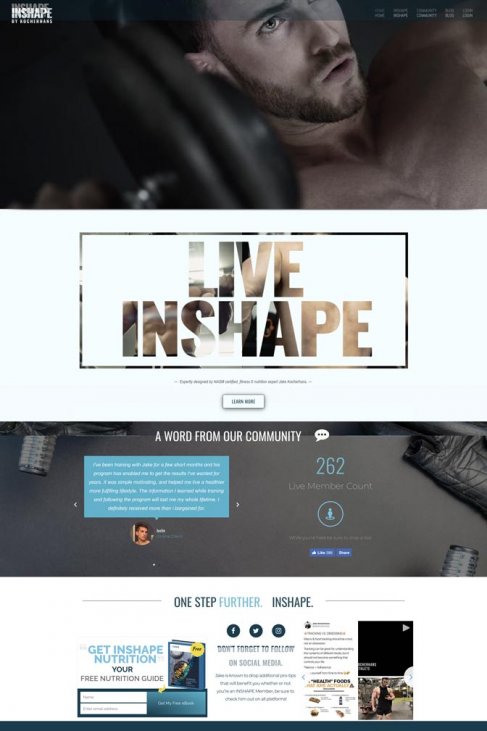 INSHAPE
BY KOCHERHANS
HOME INSHAPE COMMUNITY BLOG LOGIN
HOME INSHAPE COMMUNITY BLOG LOGIN
LIVE
INSHAPE
— Expertly designed by NASM certified, fitness & nutrition expert Jake Kocherhans. —
LEARN MORE
A WORD FROM OUR COMMUNITY
I've been training with Jake for a few short months and his
program has enabled me to get the results I've wanted for
years. It was simple motivating, and helped me live a healthier
more fulfilling lifestyle. The information I learned while training
and following the program will last me my whole lifetime. I
definitely received more than I bargained for.
262
Live Member Count
While you're here be sure to drop a like!
Like
Share
ONE STEP FURTHER. INSHAPE.
GET INSHAPE
NUTRITION
YOUR
FREE NUTRITION GUIDE
Free
Name
Enter email address
Get My Free eBook
DON'T FORGET TO FOLLOW
ON SOCIAL MEDIA.
Jake is known to drop additional pro-tips
that will benefit you whether or not
you're an INSHAPE Member, be sure to
check him out on all platforms!
TRACKING VS. OBSESSING
"HEALTH" FOODS